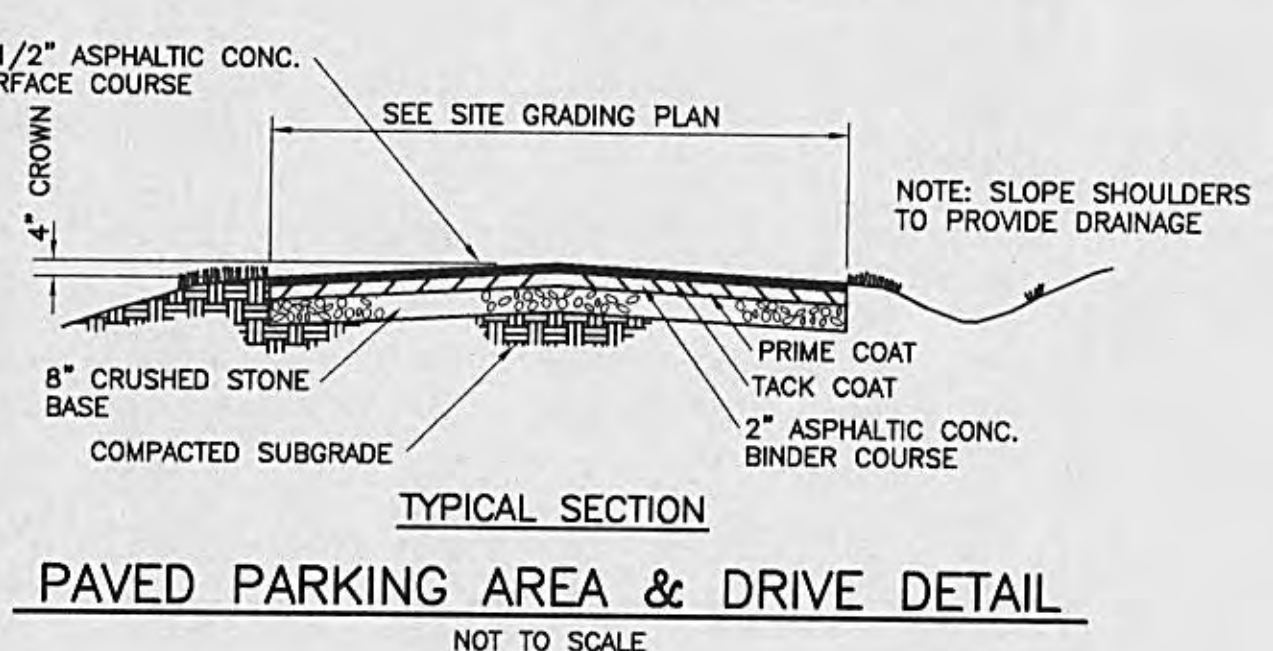 1/2" ASPHALTIC CONC.
RFACE COURSE
SEE SITE GRADING PLAN
4" CROWN
NOTE: SLOPE SHOULDERS
TO PROVIDE DRAINAGE
PRIME COAT
TACK COAT
8" CRUSHED STONE
BASE
2" ASPHALTIC CONC.
BINDER COURSE
COMPACTED SUBGRADE
TYPICAL SECTION
PAVED PARKING AREA & DRIVE DETAIL
NOT TO SCALE